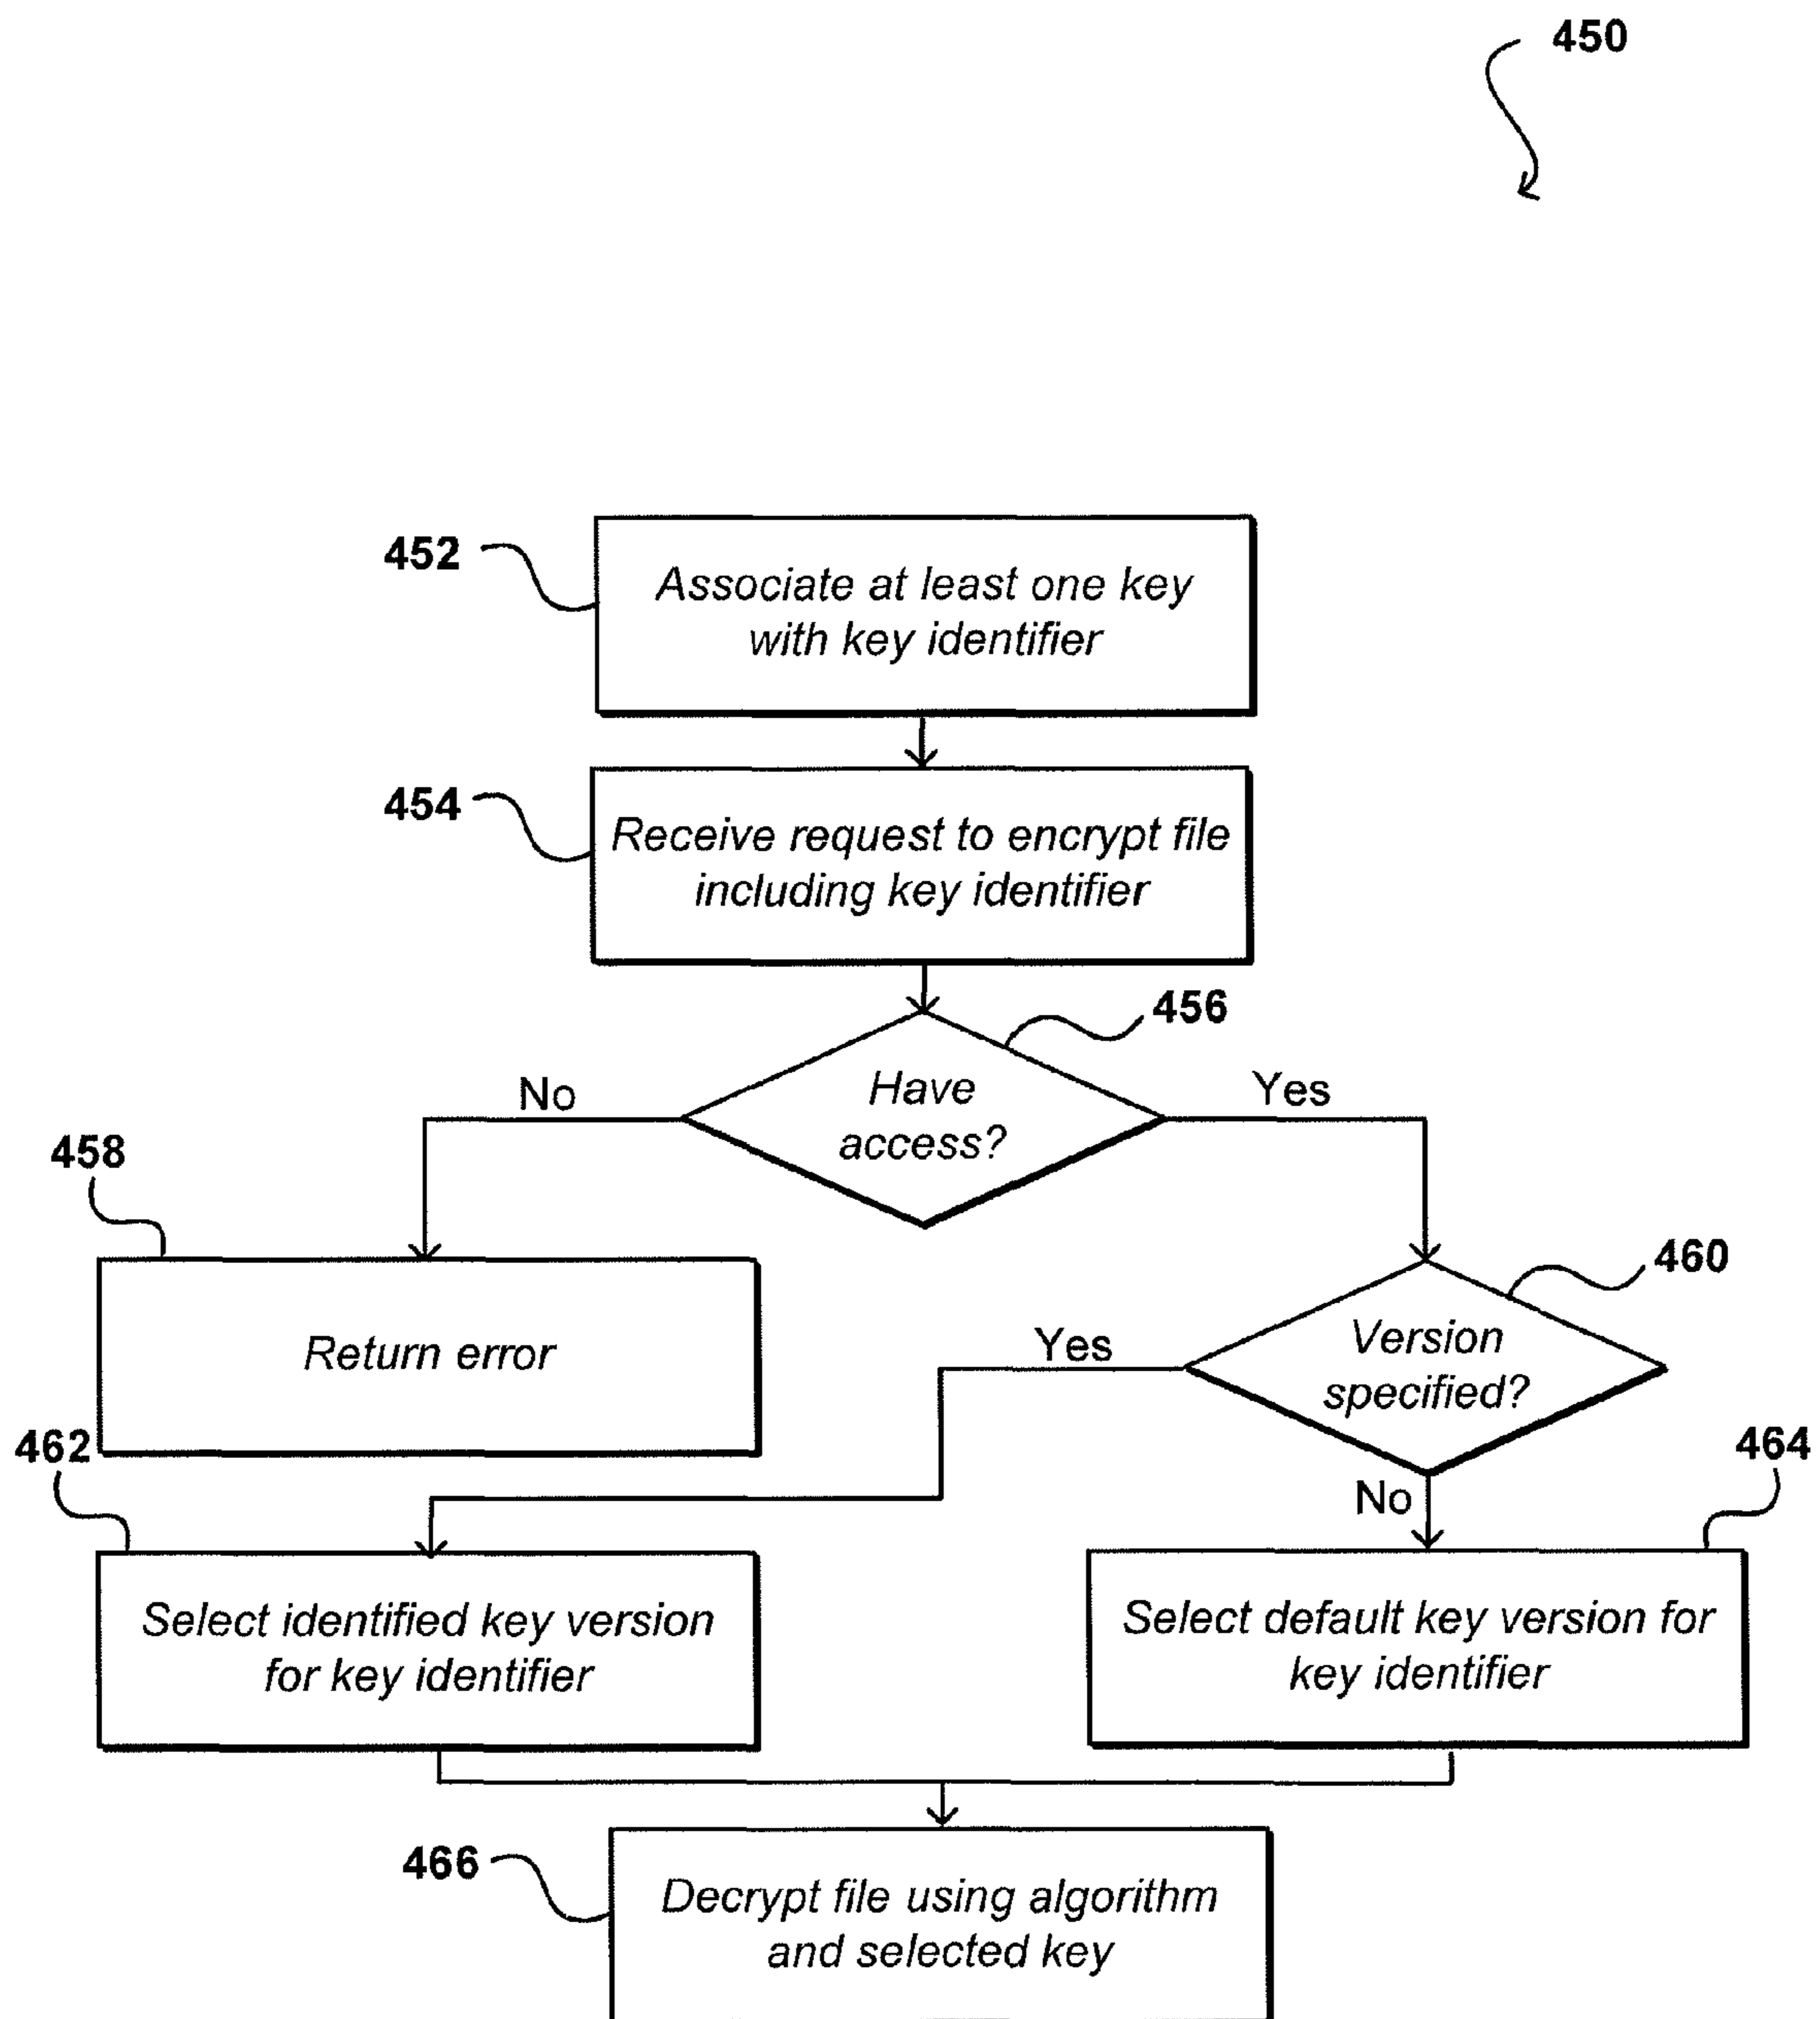 450
452
Associate at least one key
with key identifier
454
Receive request to encrypt file
including key identifier
456
Have
access?
No
Yes
458
Return error
460
Version
specified?
Yes
No
462
Select identified key version
for key identifier
464
Select default key version for
key identifier
466
Decrypt file using algorithm
and selected key